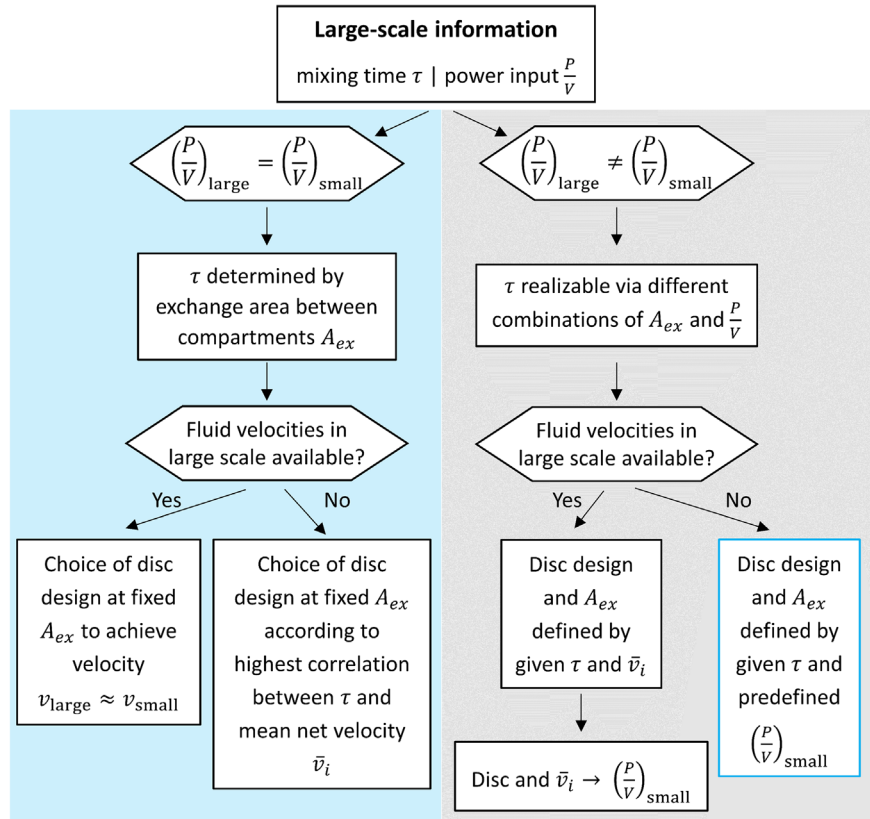 Large-scale information
mixing time τ | power input P/V
(P/V)large = (P/V)small
(P/V)large ≠ (P/V)small
τ determined by
exchange area between
compartments Aex
τ realizable via different
combinations of Aex and P/V
Fluid velocities in
large scale available?
Fluid velocities in
large scale available?
Yes
No
Yes
No
Choice of disc
design at fixed
Aex to achieve
velocity
vlarge ≈ vsmall
Choice of disc
design at fixed Aex
according to
highest correlation
between τ and
mean net velocity
v̄i
Disc design
and Aex
defined by
given τ and v̄i
Disc design
and Aex
defined by
given τ and
predefined
(P/V)small
Disc and v̄i → (P/V)small